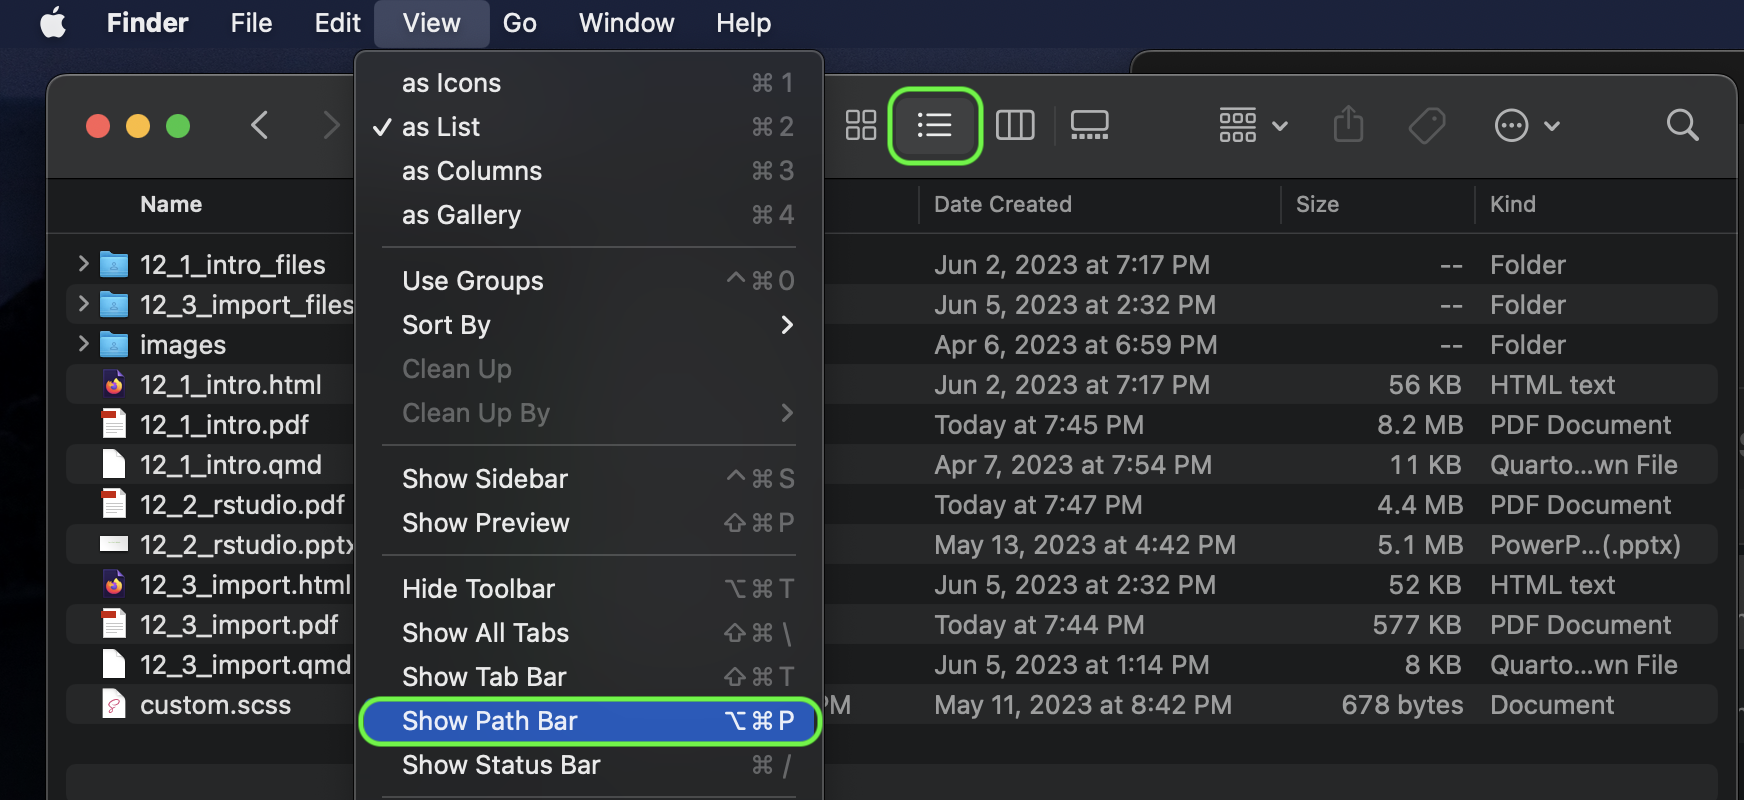 Finder File Edit View Go Window Help
as Icons ⌘ 1
✓ as List ⌘ 2
as Columns ⌘ 3
as Gallery ⌘ 4
Use Groups ^ ⌘ 0
Sort By >
Clean Up
Clean Up By >
Show Sidebar ^ ⌘ S
Show Preview ⇧ ⌘ P
Hide Toolbar ⌥ ⌘ T
Show All Tabs ⇧ ⌘ \
Show Tab Bar ⇧ ⌘ T
Show Path Bar ⌥ ⌘ P
Show Status Bar ⌘ /
Name Date Created Size Kind
12_1_intro_files Jun 2, 2023 at 7:17 PM -- Folder
12_3_import_files Jun 5, 2023 at 2:32 PM -- Folder
images Apr 6, 2023 at 6:59 PM -- Folder
12_1_intro.html Jun 2, 2023 at 7:17 PM 56 KB HTML text
12_1_intro.pdf Today at 7:45 PM 8.2 MB PDF Document
12_1_intro.qmd Apr 7, 2023 at 7:54 PM 11 KB Quarto...wn File
12_2_rstudio.pdf Today at 7:47 PM 4.4 MB PDF Document
12_2_rstudio.pptx May 13, 2023 at 4:42 PM 5.1 MB PowerP...(.pptx)
12_3_import.html Jun 5, 2023 at 2:32 PM 52 KB HTML text
12_3_import.pdf Today at 7:44 PM 577 KB PDF Document
12_3_import.qmd Jun 5, 2023 at 1:14 PM 8 KB Quarto...wn File
custom.scss PM May 11, 2023 at 8:42 PM 678 bytes Document